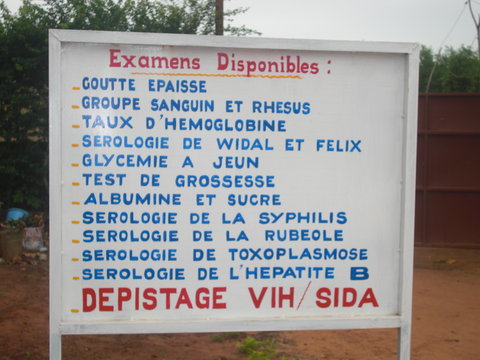 Examens Disponibles :
- GOUTTE EPAISSE
- GROUPE SANGUIN ET RHESUS
- TAUX D'HEMOGLOBINE
- SEROLOGIE DE WIDAL ET FELIX
- GLYCEMIE A JEUN
- TEST DE GROSSESSE
- ALBUMINE ET SUCRE
- SEROLOGIE DE LA SYPHILIS
- SEROLOGIE DE LA RUBEOLE
- SEROLOGIE DE TOXOPLASMOSE
- SEROLOGIE DE L'HEPATITE B
- DEPISTAGE VIH/SIDA